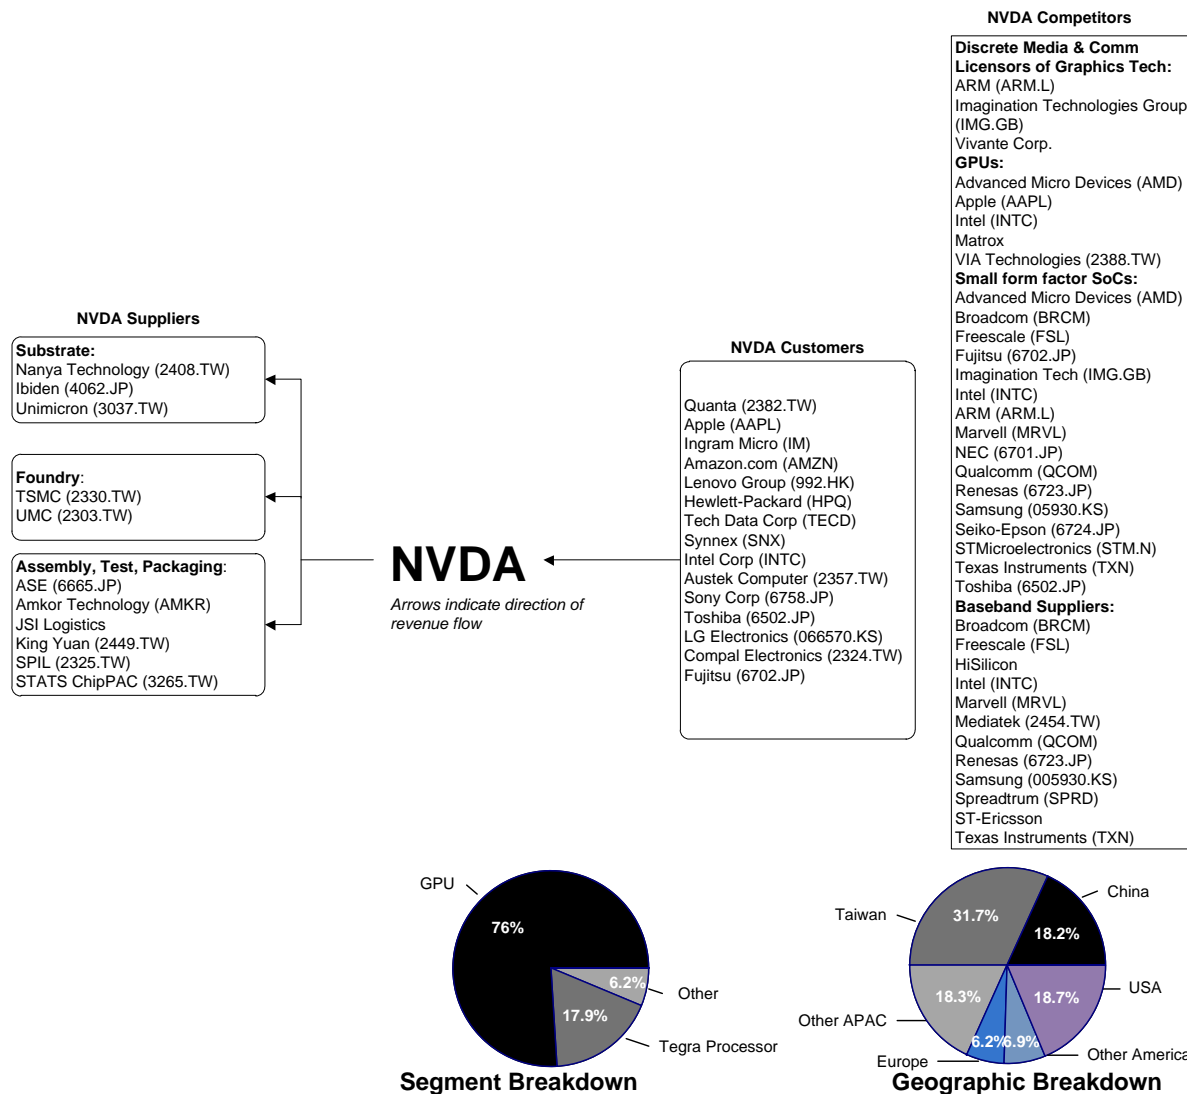 NVDA Competitors
Discrete Media & Comm
Licensors of Graphics Tech:
ARM (ARM.L)
Imagination Technologies Group
(IMG.GB)
Vivante Corp.
GPUs:
Advanced Micro Devices (AMD)
Apple (AAPL)
Intel (INTC)
Matrox
VIA Technologies (2388.TW)
Small form factor SoCs:
Advanced Micro Devices (AMD)
Broadcom (BRCM)
Freescale (FSL)
Fujitsu (6702.JP)
Imagination Tech (IMG.GB)
Intel (INTC)
ARM (ARM.L)
Marvell (MRVL)
NEC (6701.JP)
Qualcomm (QCOM)
Renesas (6723.JP)
Samsung (05930.KS)
Seiko-Epson (6724.JP)
STMicroelectronics (STM.N)
Texas Instruments (TXN)
Toshiba (6502.JP)
Baseband Suppliers:
Broadcom (BRCM)
Freescale (FSL)
HiSilicon
Intel (INTC)
Marvell (MRVL)
Mediatek (2454.TW)
Qualcomm (QCOM)
Renesas (6723.JP)
Samsung (005930.KS)
Spreadtrum (SPRD)
ST-Ericsson
Texas Instruments (TXN)
NVDA Suppliers
Substrate:
Nanya Technology (2408.TW)
Ibiden (4062.JP)
Unimicron (3037.TW)
Foundry:
TSMC (2330.TW)
UMC (2303.TW)
Assembly, Test, Packaging:
ASE (6665.JP)
Amkor Technology (AMKR)
JSI Logistics
King Yuan (2449.TW)
SPIL (2325.TW)
STATS ChipPAC (3265.TW)
NVDA
Arrows indicate direction of
revenue flow
NVDA Customers
Quanta (2382.TW)
Apple (AAPL)
Ingram Micro (IM)
Amazon.com (AMZN)
Lenovo Group (992.HK)
Hewlett-Packard (HPQ)
Tech Data Corp (TECD)
Synnex (SNX)
Intel Corp (INTC)
Austek Computer (2357.TW)
Sony Corp (6758.JP)
Toshiba (6502.JP)
LG Electronics (066570.KS)
Compal Electronics (2324.TW)
Fujitsu (6702.JP)
GPU
76%
6.2%
Other
17.9%
Tegra Processor
Segment Breakdown
China
Taiwan
31.7%
18.2%
18.3%
18.7%
USA
Other APAC
6.2%
6.9%
Europe
Other America
Geographic Breakdown